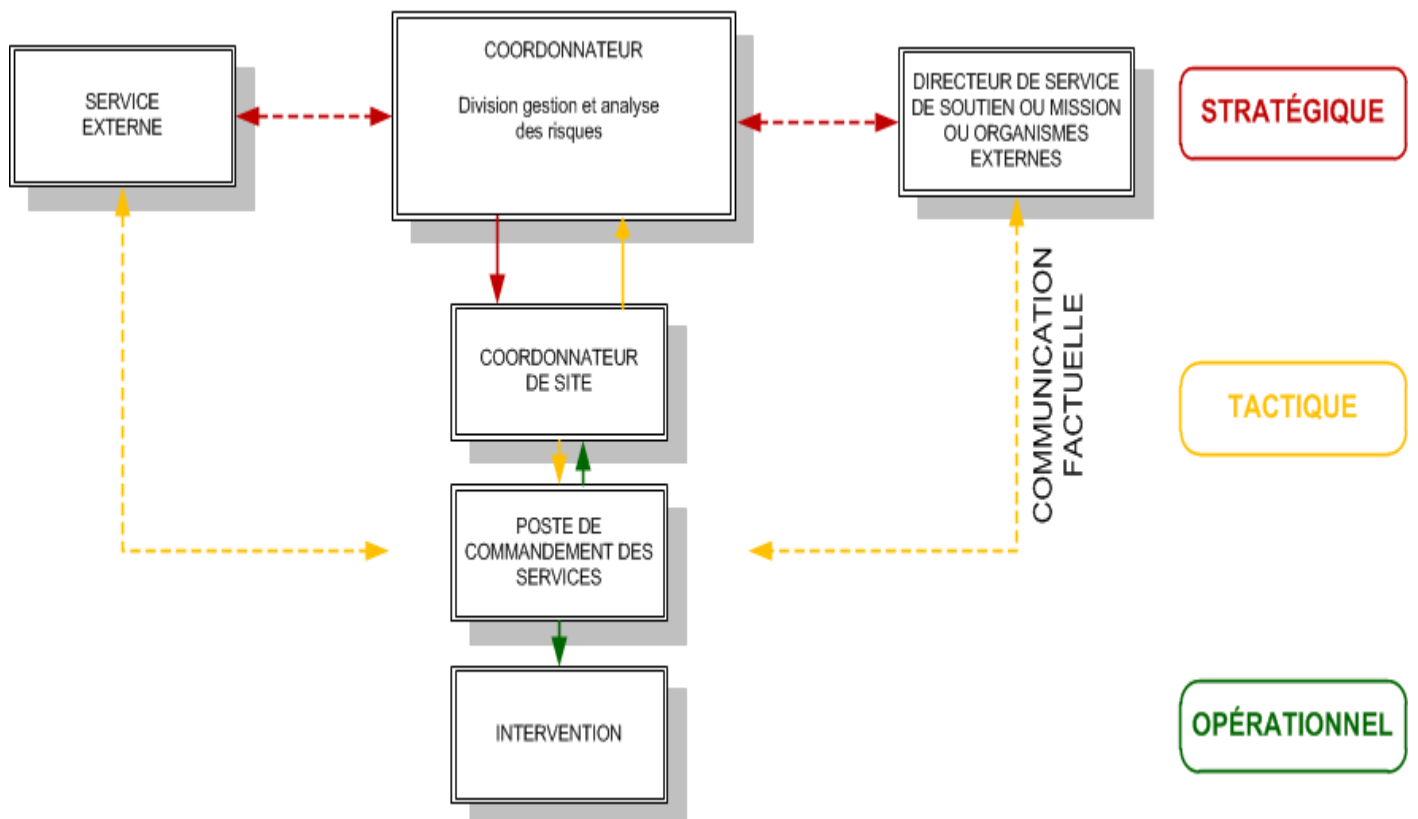 SERVICE
EXTERNE
COORDONNATEUR
Division gestion et analyse
des risques
DIRECTEUR DE SERVICE
DE SOUTIEN OU MISSION
OU ORGANISMES
EXTERNES
STRATÉGIQUE
COORDONNATEUR
DE SITE
COMMUNICATION
FACTUELLE
TACTIQUE
POSTE DE
COMMANDEMENT DES
SERVICES
INTERVENTION
OPÉRATIONNEL